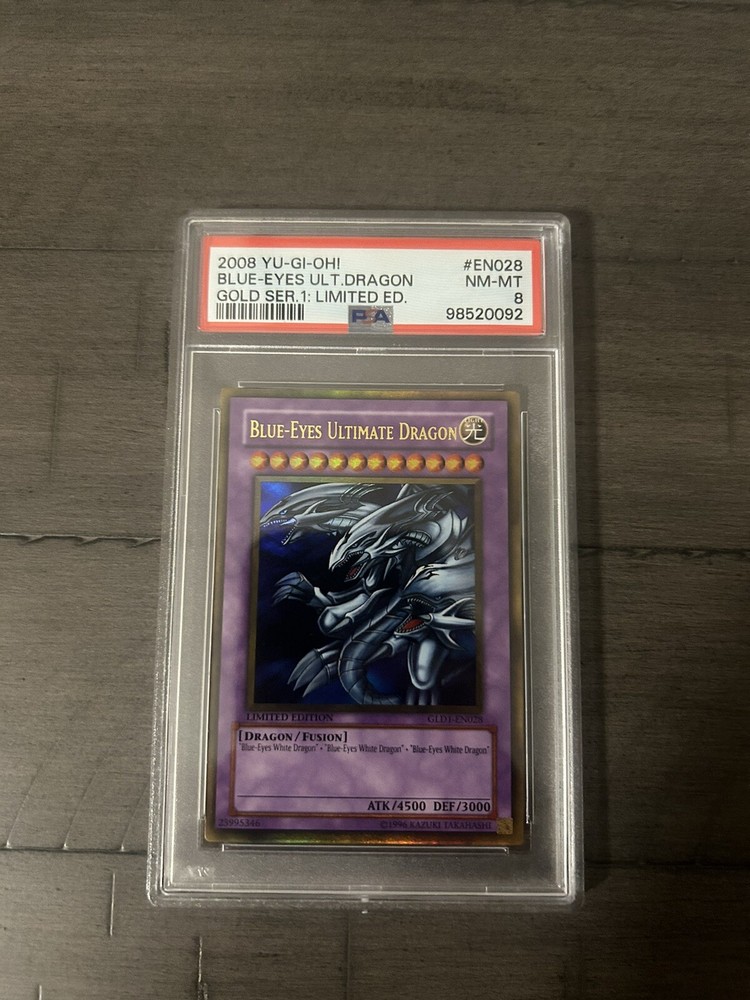 2008 YU-GI-OH! #EN028
BLUE-EYES ULT.DRAGON NM-MT
GOLD SER.1: LIMITED ED. 8
PSA 98520092
BLUE-EYES ULTIMATE DRAGON
LIGHT
光
LIMITED EDITION GLD1-EN028
[DRAGON/FUSION]
"Blue-Eyes White Dragon" + "Blue-Eyes White Dragon" + "Blue-Eyes White Dragon"
ATK/4500 DEF/3000
23995346 ©1996 KAZUKI TAKAHASHI